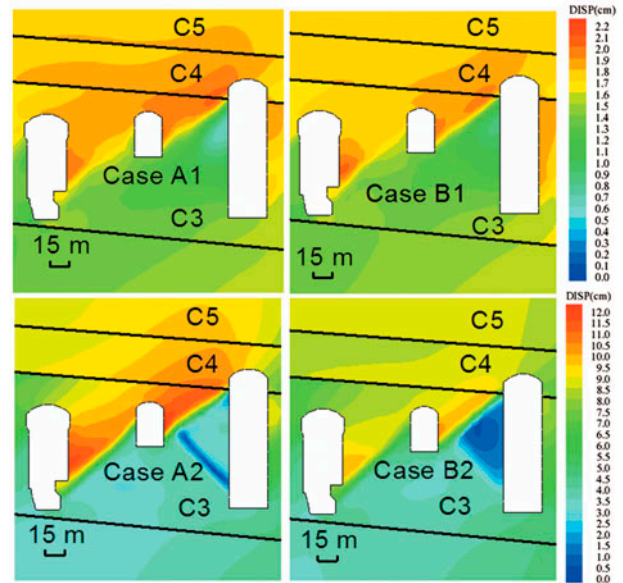 C5
C4
Case A1
C3
15 m
C5
C4
Case B1
C3
15 m
DISP(cm)
2.2
2.1
2.0
1.9
1.8
1.7
1.6
1.5
1.4
1.3
1.2
1.1
1.0
0.9
0.8
0.7
0.6
0.5
0.4
0.3
0.2
0.1
0.0
C5
C4
Case A2
C3
15 m
C5
C4
Case B2
C3
15 m
DISP(cm)
12.0
11.5
11.0
10.5
10.0
9.5
9.0
8.5
8.0
7.5
7.0
6.5
6.0
5.5
5.0
4.5
4.0
3.5
3.0
2.5
2.0
1.5
1.0
0.5
0.0